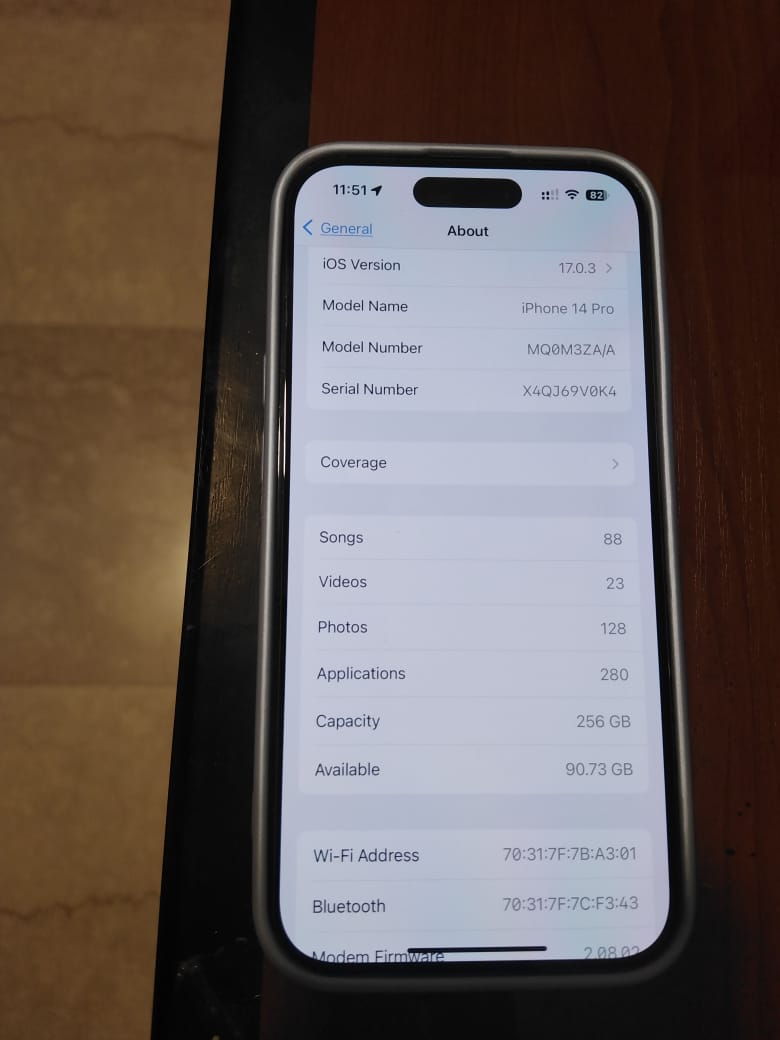 11:51 82
General About
iOS Version 17.0.3
Model Name iPhone 14 Pro
Model Number MQ0M3ZA/A
Serial Number X4QJ69V0K4
Coverage
Songs 88
Videos 23
Photos 128
Applications 280
Capacity 256 GB
Available 90.73 GB
Wi-Fi Address 70:31:7F:7B:A3:01
Bluetooth 70:31:7F:7C:F3:43
Modem Firmware 2.08.02